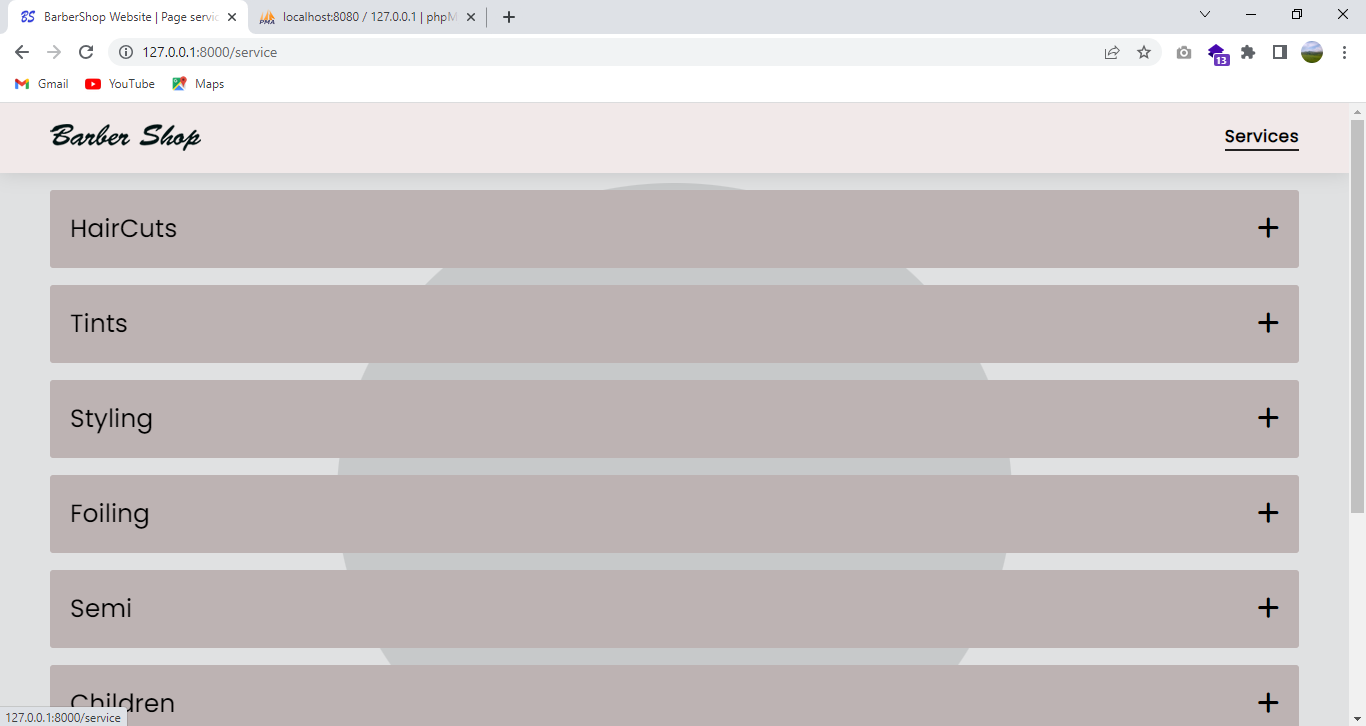 BS BarberShop Website | Page servic
PMA localhost:8080 / 127.0.0.1 | phpM
127.0.0.1:8000/service
13
Gmail YouTube Maps
Barber Shop
Services
HairCuts
Tints
Styling
Foiling
Semi
Children
127.0.0.1:8000/service